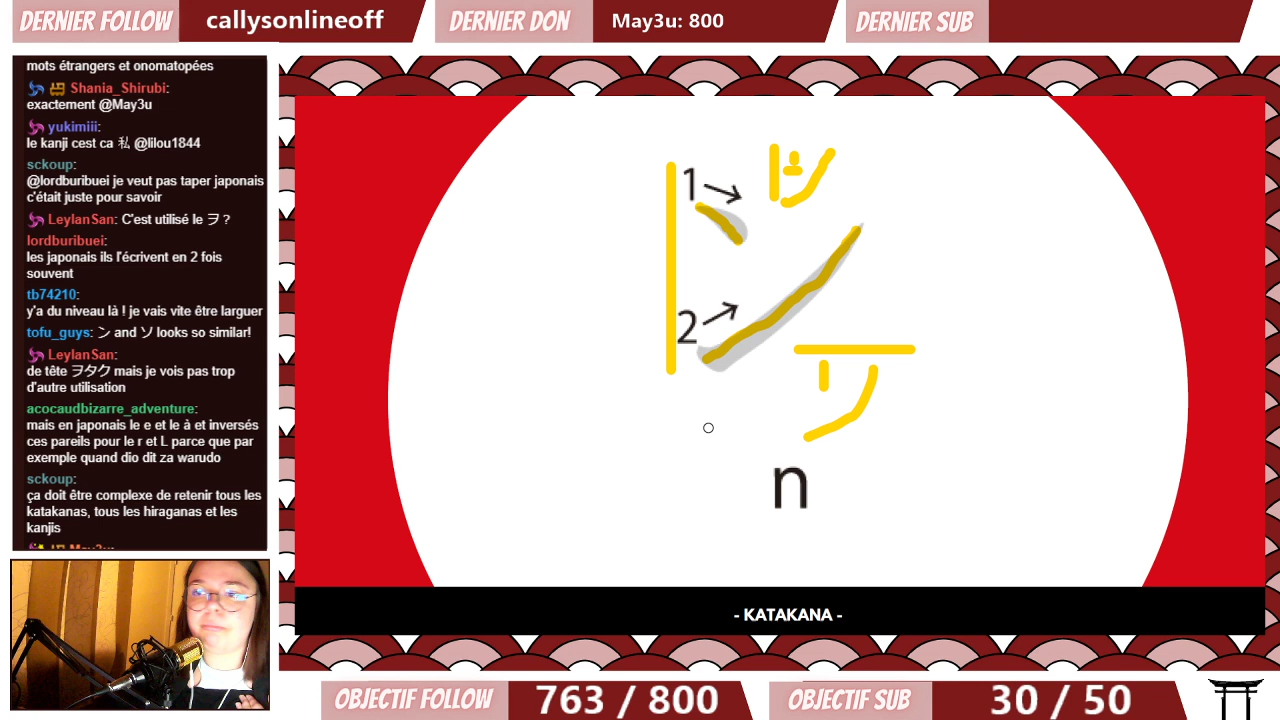 DERNIER FOLLOW callysonlineoff DERNIER DON May3u: 800 DERNIER SUB
mots étrangers et onomatopées
Shania_Shirubi:
exactement @May3u
yukimiii:
le kanji cest ca 私 @lilou1844
sckoup:
@lordburibuei je veut pas taper japonais
c'était juste pour savoir
LeylanSan: C'est utilisé le ヲ ?
lordburibuei:
les japonais ils l'écrivent en 2 fois
souvent
tb74210:
y'a du niveau là ! je vais vite être larguer
tofu_guys: ン and ソ looks so similar!
LeylanSan:
de tête ヲタク mais je vois pas trop
d'autre utilisation
acocaudbizarre_adventure:
mais en japonais le e et le à et inversés
ces pareils pour le r et L parce que par
exemple quand dio dit za warudo
sckoup:
ça doit être complexe de retenir tous les
katakanas, tous les hiraganas et les
kanjis
May3u:
1
ン
2
ソ
n
- KATAKANA -
OBJECTIF FOLLOW 763 / 800 OBJECTIF SUB 30 / 50